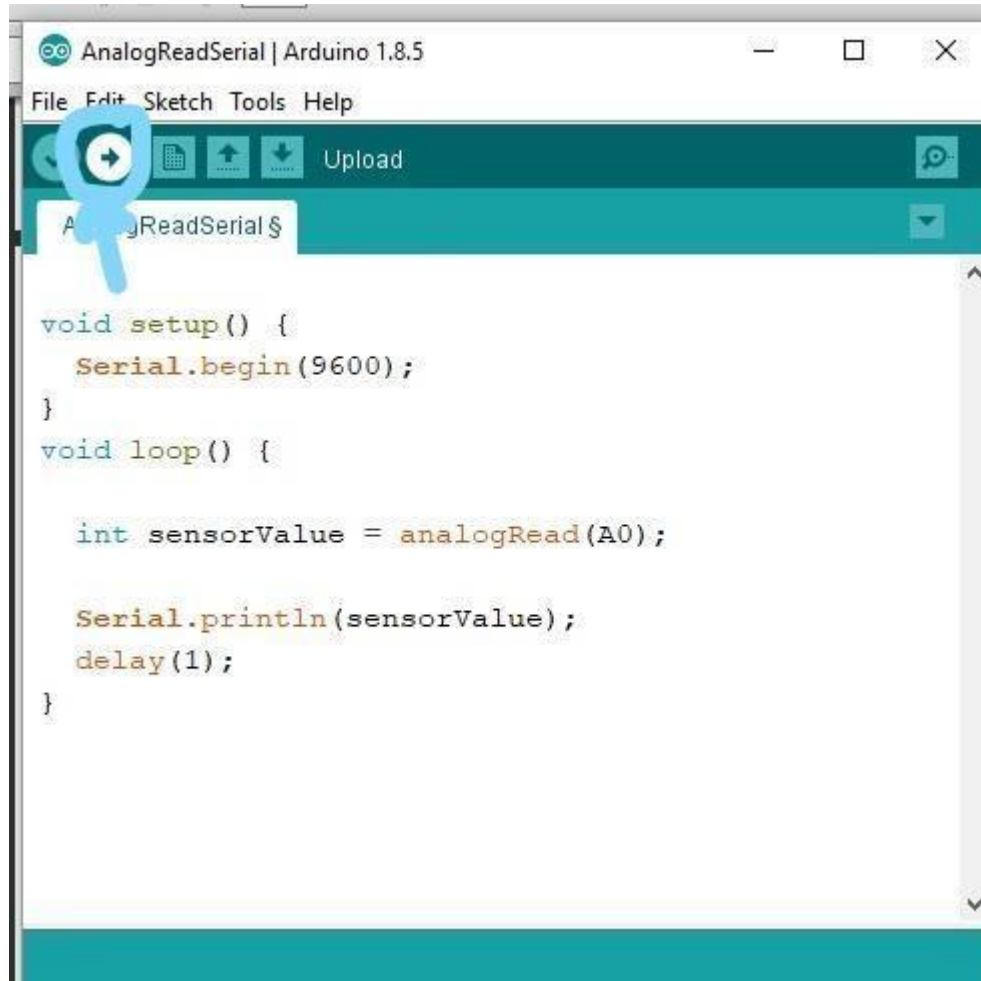 AnalogReadSerial | Arduino 1.8.5
File Edit Sketch Tools Help
Upload
ReadSerial §
void setup() {
  Serial.begin(9600);
}
void loop() {
  int sensorValue = analogRead(A0);
  Serial.println(sensorValue);
  delay(1);
}